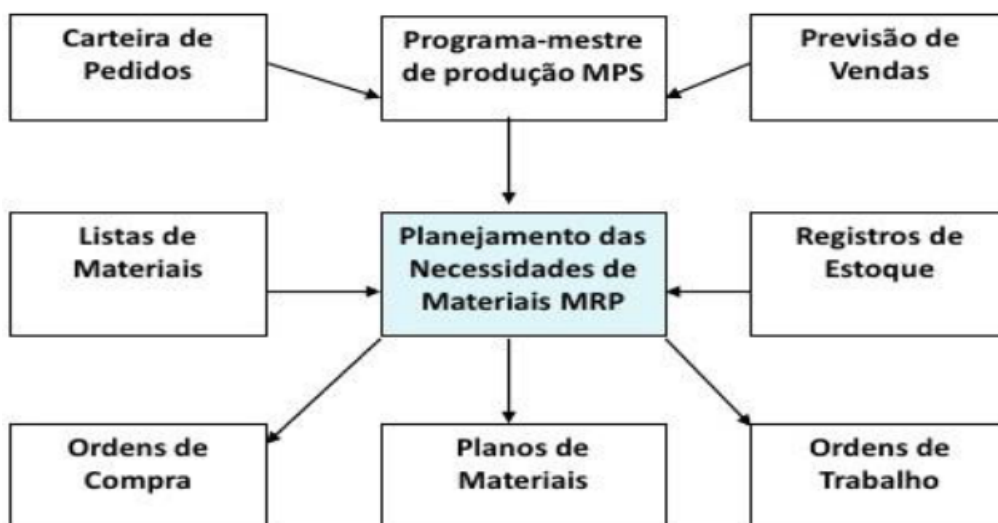 Carteira de
Pedidos
Programa-mestre
de produção MPS
Previsão de
Vendas
Listas de
Materiais
Planejamento das
Necessidades de
Materiais MRP
Registros de
Estoque
Ordens de
Compra
Planos de
Materiais
Ordens de
Trabalho